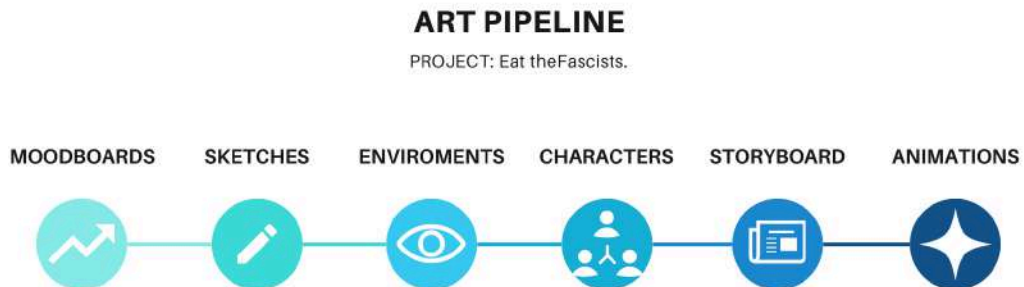 ART PIPELINE
PROJECT: Eat theFascists.
MOODBOARDS SKETCHES ENVIROMENTS CHARACTERS STORYBOARD ANIMATIONS